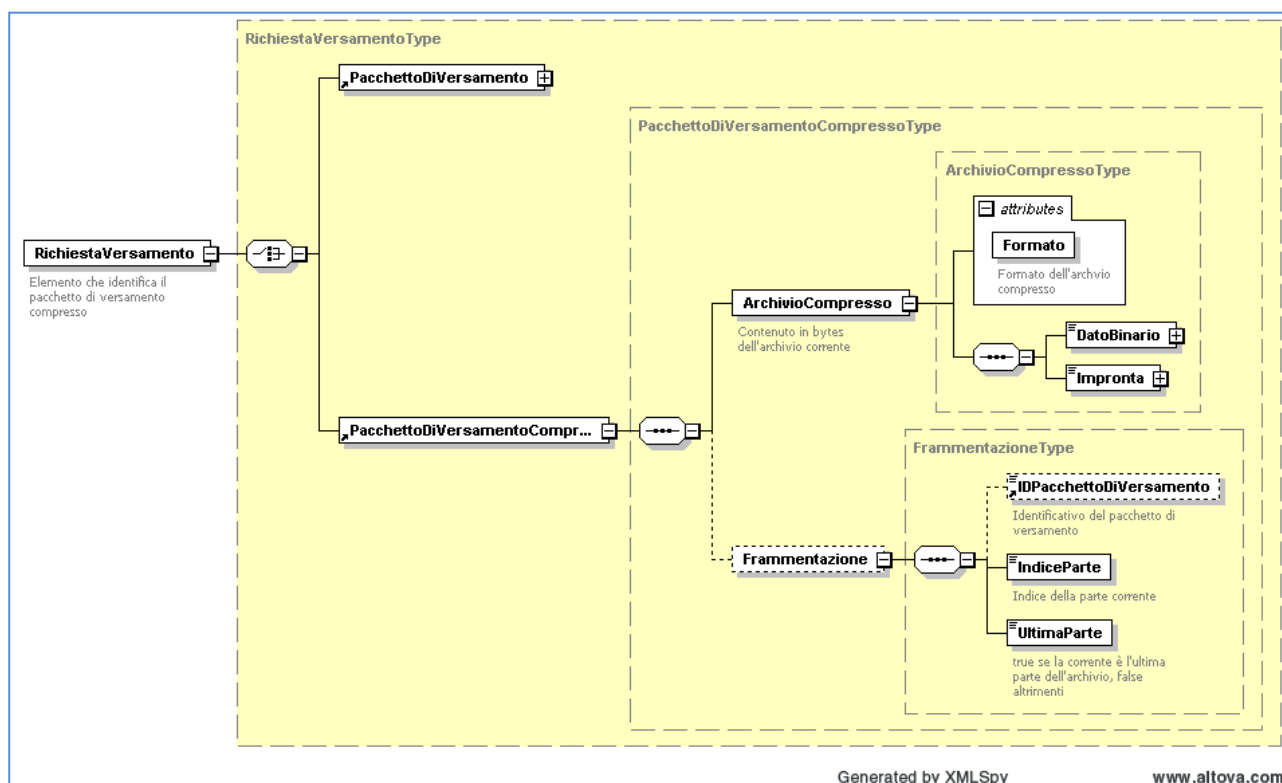 RichiestaVersamentoType
PacchettoDiVersamento
PacchettoDiVersamentoCompressoType
ArchivioCompressoType
attributes
Formato
Formato dell'archvio
compresso
RichiestaVersamento
Elemento che identifica il
pacchetto di versamento
compresso
ArchivioCompresso
Contenuto in bytes
dell'archivio corrente
DatoBinario
Impronta
PacchettoDiVersamentoCompr...
FrammentazioneType
IDPacchettoDiVersamento
Identificativo del pacchetto di
versamento
Frammentazione
IndiceParte
Indice della parte corrente
UltimaParte
true se la corrente è l'ultima
parte dell'archivio, false
altrimenti
Generated by XMLSpy
www.altova.com